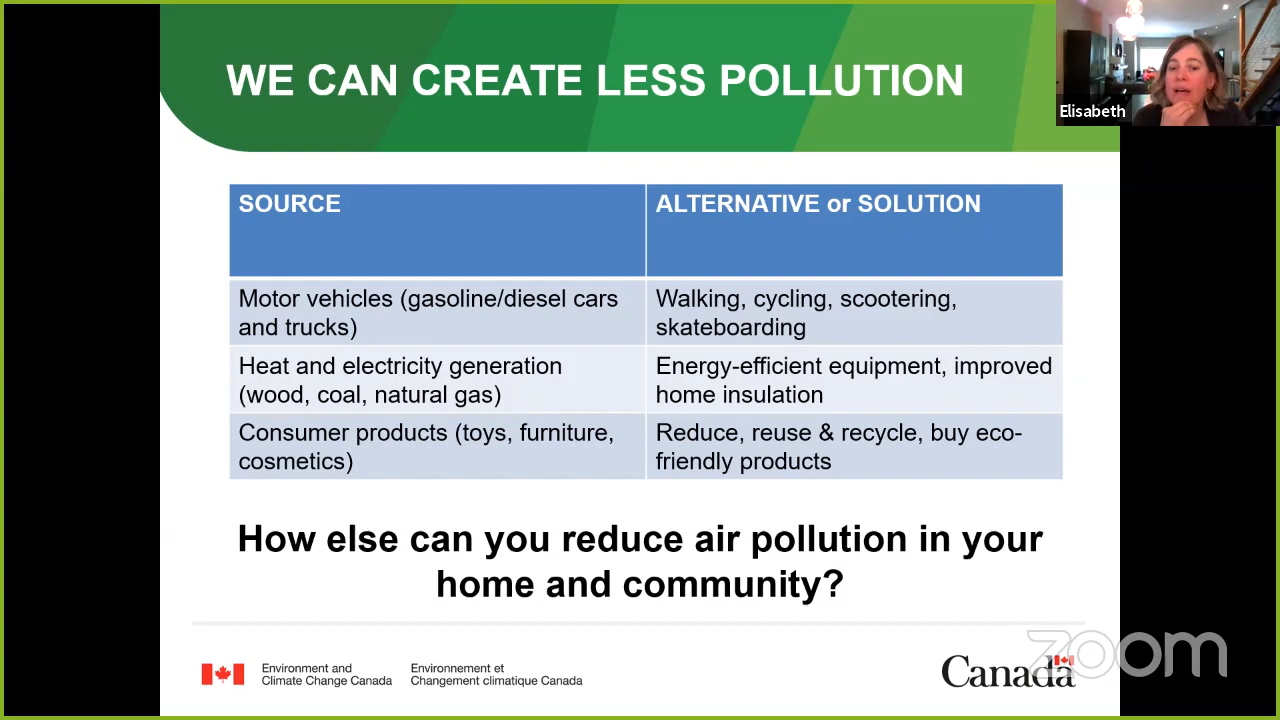 WE CAN CREATE LESS POLLUTION
Elisabeth
SOURCE
ALTERNATIVE or SOLUTION
Motor vehicles (gasoline/diesel cars
and trucks)
Walking, cycling, scootering,
skateboarding
Heat and electricity generation
(wood, coal, natural gas)
Energy-efficient equipment, improved
home insulation
Consumer products (toys, furniture,
cosmetics)
Reduce, reuse & recycle, buy eco-
friendly products
How else can you reduce air pollution in your
home and community?
Environment and
Climate Change Canada
Environnement et
Changement climatique Canada
Canada
zoom